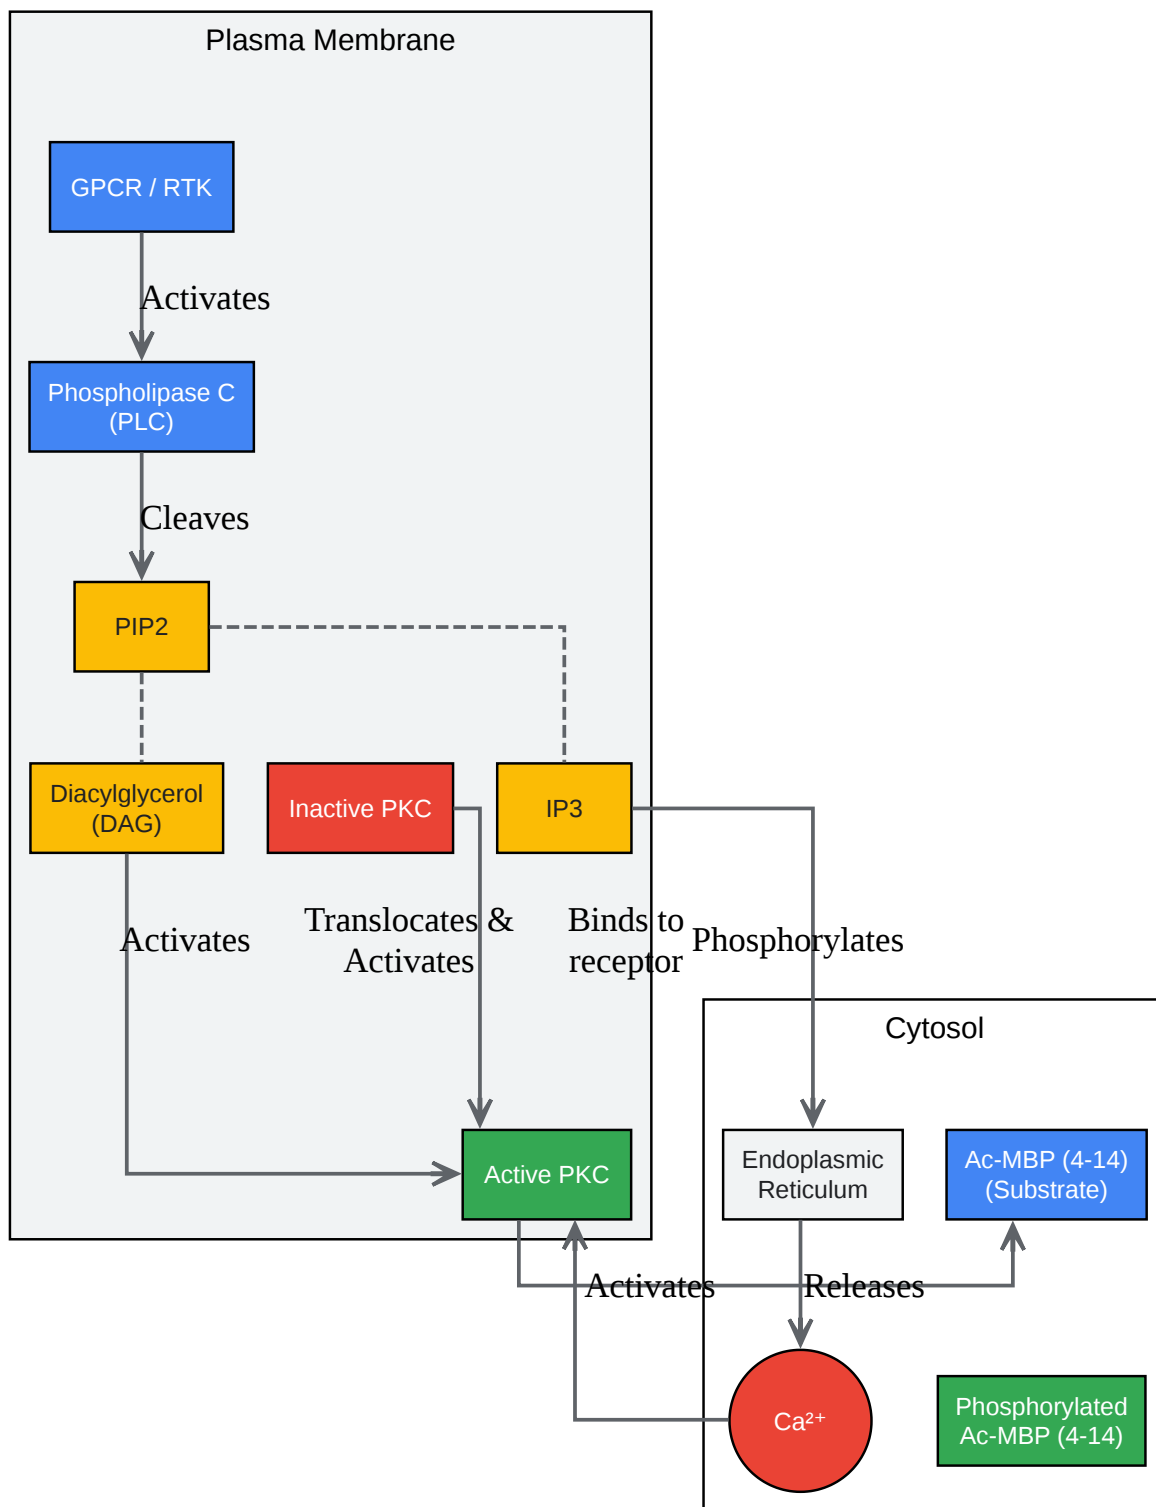 Plasma Membrane
GPCR / RTK
Activates
Phospholipase C
(PLC)
Cleaves
PIP2
Diacylglycerol
(DAG)
Inactive PKC
IP3
Activates
Translocates &
Activates
Binds to
receptor
Phosphorylates
Cytosol
Active PKC
Endoplasmic
Reticulum
Ac-MBP (4-14)
(Substrate)
Activates
Releases
Ca²⁺
Phosphorylated
Ac-MBP (4-14)